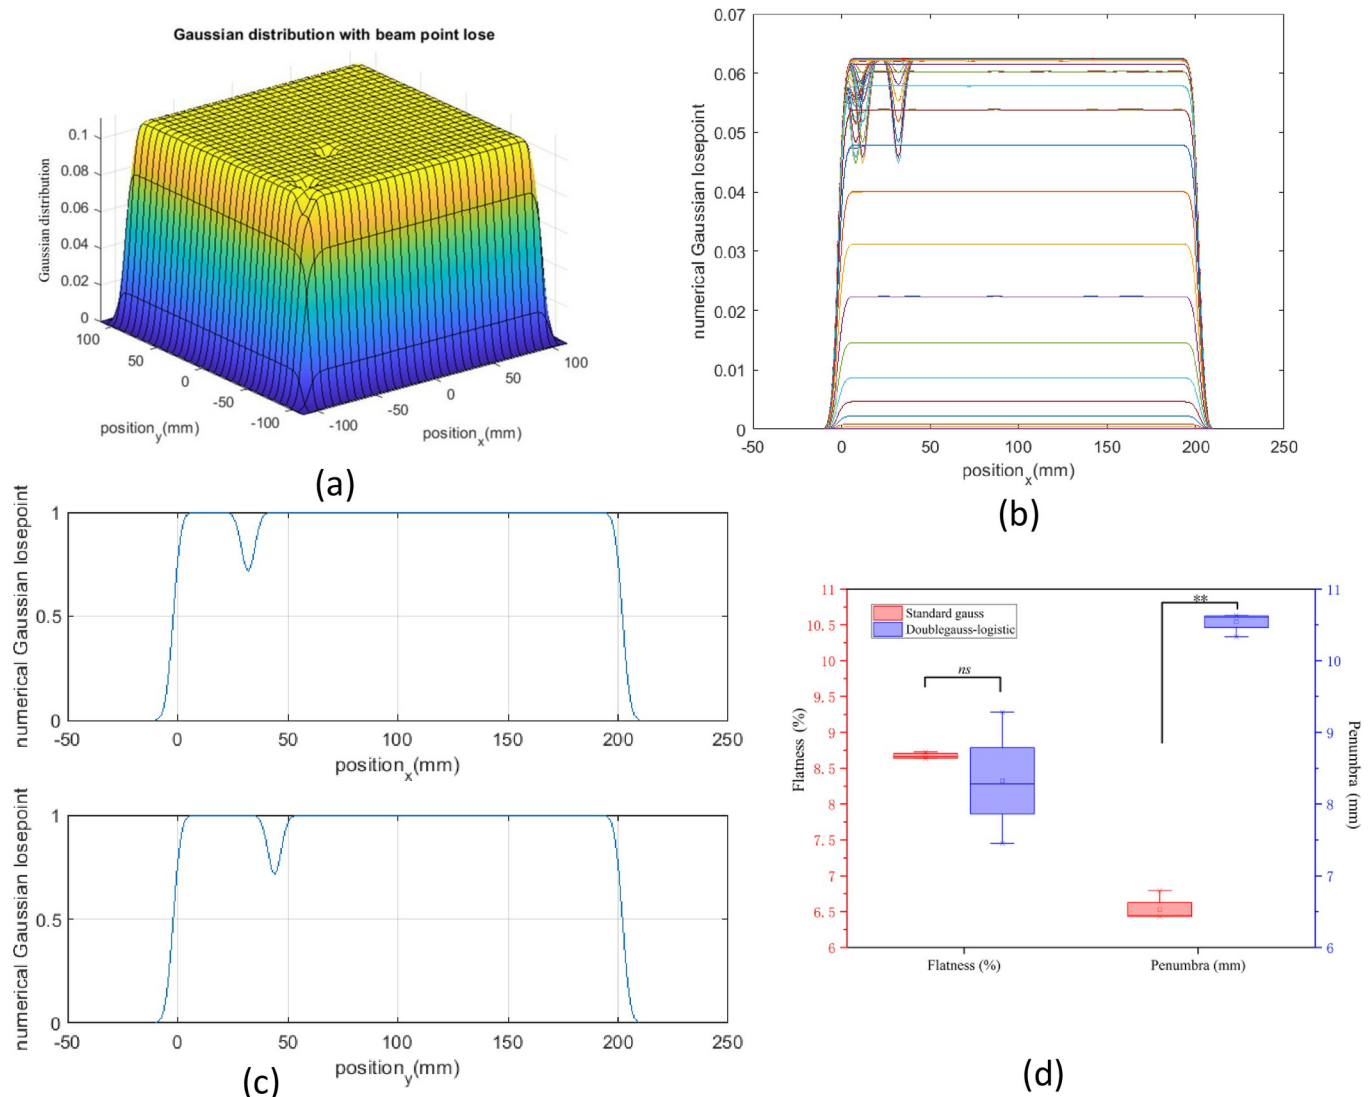 Gaussian distribution with beam point lose
Gaussian distribution
0.1
0.08
0.06
0.04
0.02
0
100
50
0
-50
-100
position_y(mm)
-100
-50
0
50
100
position_x(mm)
(a)
numerical Gaussian losepoint
0.07
0.06
0.05
0.04
0.03
0.02
0.01
0
-50 0 50 100 150 200 250
position_x(mm)
(b)
numerical Gaussian losepoint
1
0.5
0
-50 0 50 100 150 200 250
position_x(mm)
numerical Gaussian losepoint
1
0.5
0
-50 0 50 100 150 200 250
position_y(mm)
(c)
Flatness (%)
11
10.5
10
9.5
9
8.5
8
7.5
7
6.5
6
Standard gauss
Doublegauss-logistic
ns
**
Flatness (%) Penumbra (mm)
11
10
9
8
7
6
Penumbra (mm)
(d)